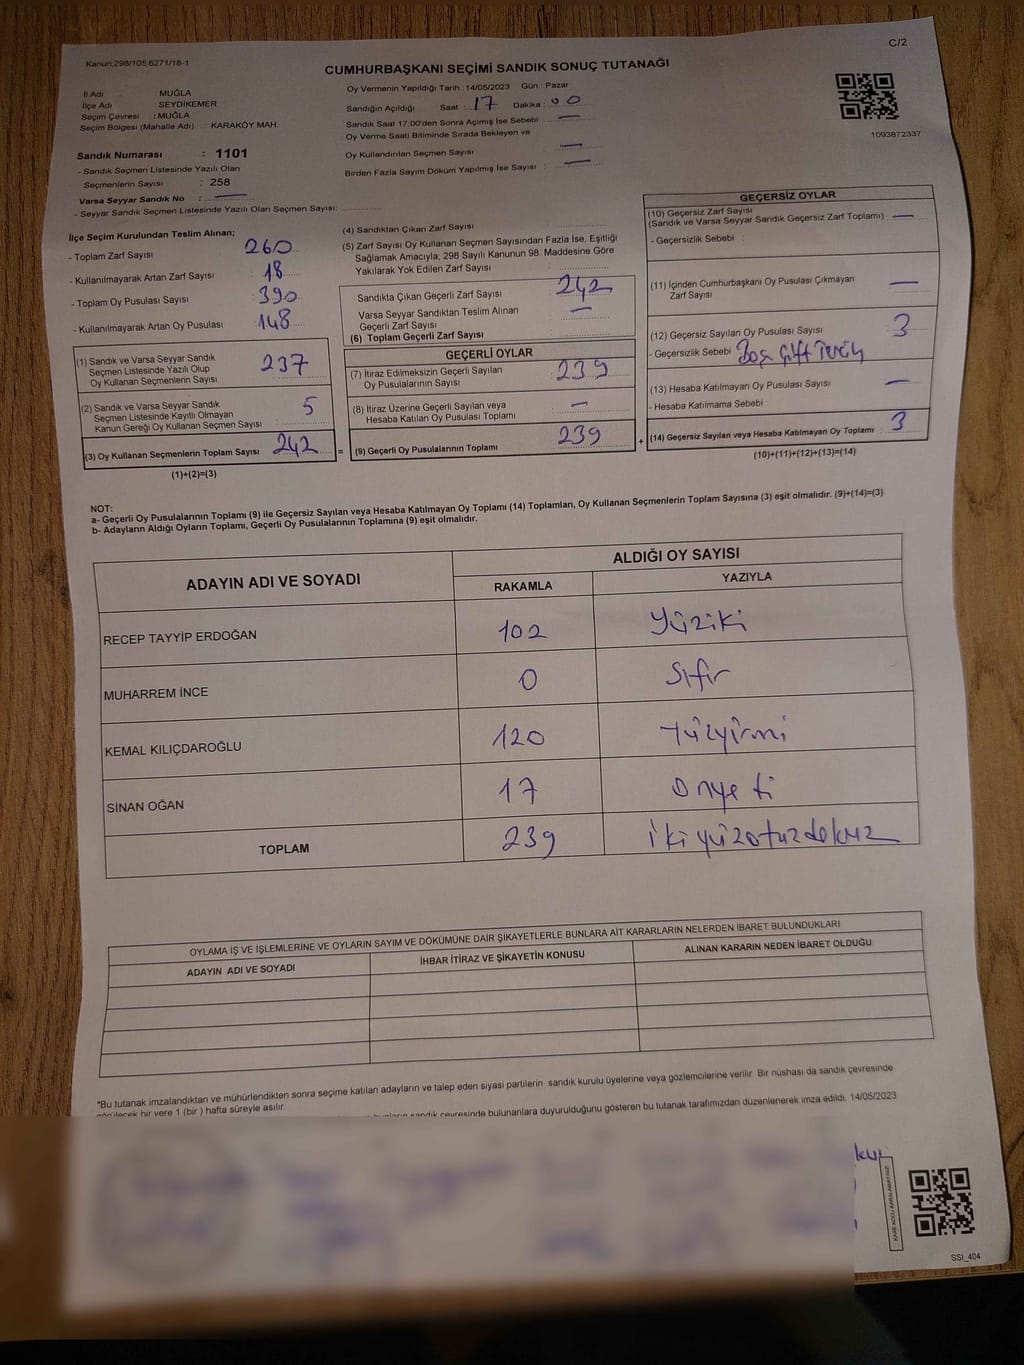 C/2
Kanun:298/105,6271/18-1
CUMHURBAŞKANI SEÇİMİ SANDIK SONUÇ TUTANAĞI
İl Adı : MUĞLA
İlçe Adı : SEYDİKEMER
Seçim Çevresi : MUĞLA
Seçim Bölgesi (Mahalle Adı) : KARAKÖY MAH.
Sandık Numarası : 1101
- Sandık Seçmen Listesinde Yazılı Olan
Seçmenlerin Sayısı : 258
Varsa Seyyar Sandık No : —
- Seyyar Sandık Seçmen Listesinde Yazılı Olan Seçmen Sayısı:
Oy Vermenin Yapıldığı Tarih : 14/05/2023 Gün : Pazar
Sandığın Açıldığı Saat : 17 Dakika : 00
Sandık Saat 17:00'den Sonra Açımış İse Sebebi : —
Oy Verme Saati Bitiminde Sırada Bekleyen ve
Oy Kullandırılan Seçmen Sayısı : —
Birden Fazla Sayım Döküm Yapılmış İse Sayısı : —
1093872337
İlçe Seçim Kurulundan Teslim Alınan;
- Toplam Zarf Sayısı 260
- Kullanılmayarak Artan Zarf Sayısı 18
- Toplam Oy Pusulası Sayısı 390
- Kullanılmayarak Artan Oy Pusulası 148
(1) Sandık ve Varsa Seyyar Sandık
Seçmen Listesinde Yazılı Olup
Oy Kullanan Seçmenlerin Sayısı 237
(2) Sandık ve Varsa Seyyar Sandık
Seçmen Listesinde Kayıtlı Olmayan
Kanun Gereği Oy Kullanan Seçmen Sayısı 5
(3) Oy Kullanan Seçmenlerin Toplam Sayısı 242 =
(1)+(2)=(3)
(4) Sandıktan Çıkan Zarf Sayısı
(5) Zarf Sayısı Oy Kullanan Seçmen Sayısından Fazla İse, Eşitliği
Sağlamak Amacıyla, 298 Sayılı Kanunun 98. Maddesine Göre
Yakılarak Yok Edilen Zarf Sayısı
Sandıkta Çıkan Geçerli Zarf Sayısı 242
Varsa Seyyar Sandıktan Teslim Alınan
Geçerli Zarf Sayısı —
(6) Toplam Geçerli Zarf Sayısı
GEÇERLİ OYLAR
(7) İtiraz Edilmeksizin Geçerli Sayılan
Oy Pusulalarının Sayısı 239
(8) İtiraz Üzerine Geçerli Sayılan veya
Hesaba Katılan Oy Pusulası Toplamı —
(9) Geçerli Oy Pusulalarının Toplamı 239 +
GEÇERSİZ OYLAR
(10) Geçersiz Zarf Sayısı
(Sandık ve Varsa Seyyar Sandık Geçersiz Zarf Toplamı) —
- Geçersizlik Sebebi :
(11) İçinden Cumhurbaşkanı Oy Pusulası Çıkmayan
Zarf Sayısı —
(12) Geçersiz Sayılan Oy Pusulası Sayısı 3
- Geçersizlik Sebebi Boş Çift Tercih
(13) Hesaba Katılmayan Oy Pusulası Sayısı —
- Hesaba Katılmama Sebebi :
(14) Geçersiz Sayılan veya Hesaba Katılmayan Oy Toplamı 3
(10)+(11)+(12)+(13)=(14)
NOT:
a- Geçerli Oy Pusulalarının Toplamı (9) ile Geçersiz Sayılan veya Hesaba Katılmayan Oy Toplamı (14) Toplamları, Oy Kullanan Seçmenlerin Toplam Sayısına (3) eşit olmalıdır. (9)+(14)=(3)
b- Adayların Aldığı Oyların Toplamı, Geçerli Oy Pusulalarının Toplamına (9) eşit olmalıdır.
ADAYIN ADI VE SOYADI ALDIĞI OY SAYISI
RAKAMLA YAZIYLA
RECEP TAYYİP ERDOĞAN 102 Yüziki
MUHARREM İNCE 0 Sıfır
KEMAL KILIÇDAROĞLU 120 Yüzyirmi
SİNAN OĞAN 17 Onyeti
TOPLAM 239 İkiyüzotuzdokuz
OYLAMA İŞ VE İŞLEMLERİNE VE OYLARIN SAYIM VE DÖKÜMÜNE DAİR ŞİKAYETLERLE BUNLARA AİT KARARLARIN NELERDEN İBARET BULUNDUKLARI
ADAYIN ADI VE SOYADI İHBAR İTİRAZ VE ŞİKAYETİN KONUSU ALINAN KARARIN NEDEN İBARET OLDUĞU
*Bu tutanak imzalandıktan ve mühürlendikten sonra seçime katılan adayların ve talep eden siyasi partilerin sandık kurulu üyelerine veya gözlemcilerine verilir. Bir nüshası da sandık çevresinde
görülecek bir yere 1 (bir ) hafta süreyle asılır.
sandık çevresinde bulunanlara duyurulduğunu gösteren bu tutanak tarafımızdan düzenlenerek imza edildi. 14/05/2023
KARE KODU KARALAMAYINIZ!
SSI_404